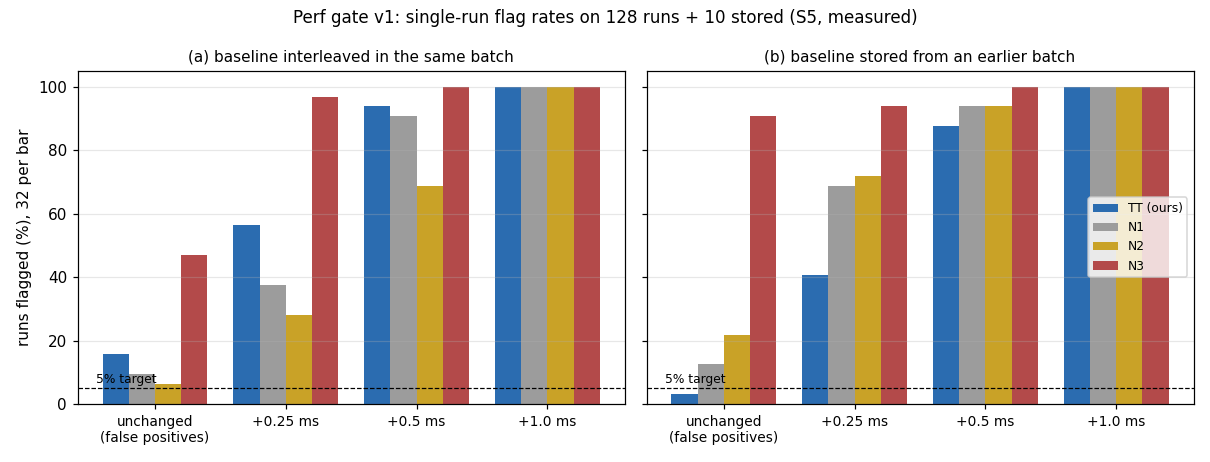 Perf gate v1: single-run flag rates on 128 runs + 10 stored (S5, measured)
(a) baseline interleaved in the same batch
(b) baseline stored from an earlier batch
runs flagged (%), 32 per bar
100
80
60
40
20
0
5% target
5% target
TT (ours)
N1
N2
N3
unchanged
(false positives)
+0.25 ms
+0.5 ms
+1.0 ms
unchanged
(false positives)
+0.25 ms
+0.5 ms
+1.0 ms